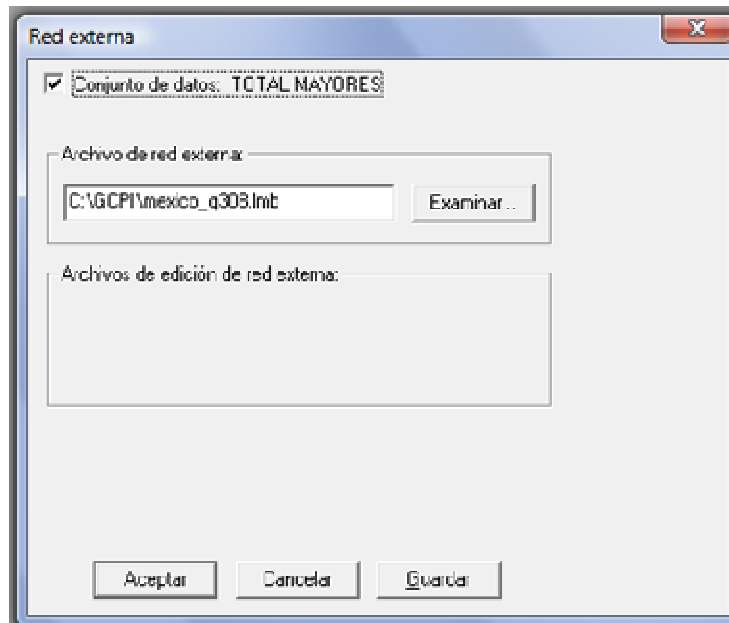 Red externa
Conjunto de datos: TOTAL MAYORES
Archivo de red externa:
C:\GCPI\mexico_q308.lmb
Examinar...
Archivos de edición de red externa:
Aceptar
Cancelar
Guardar